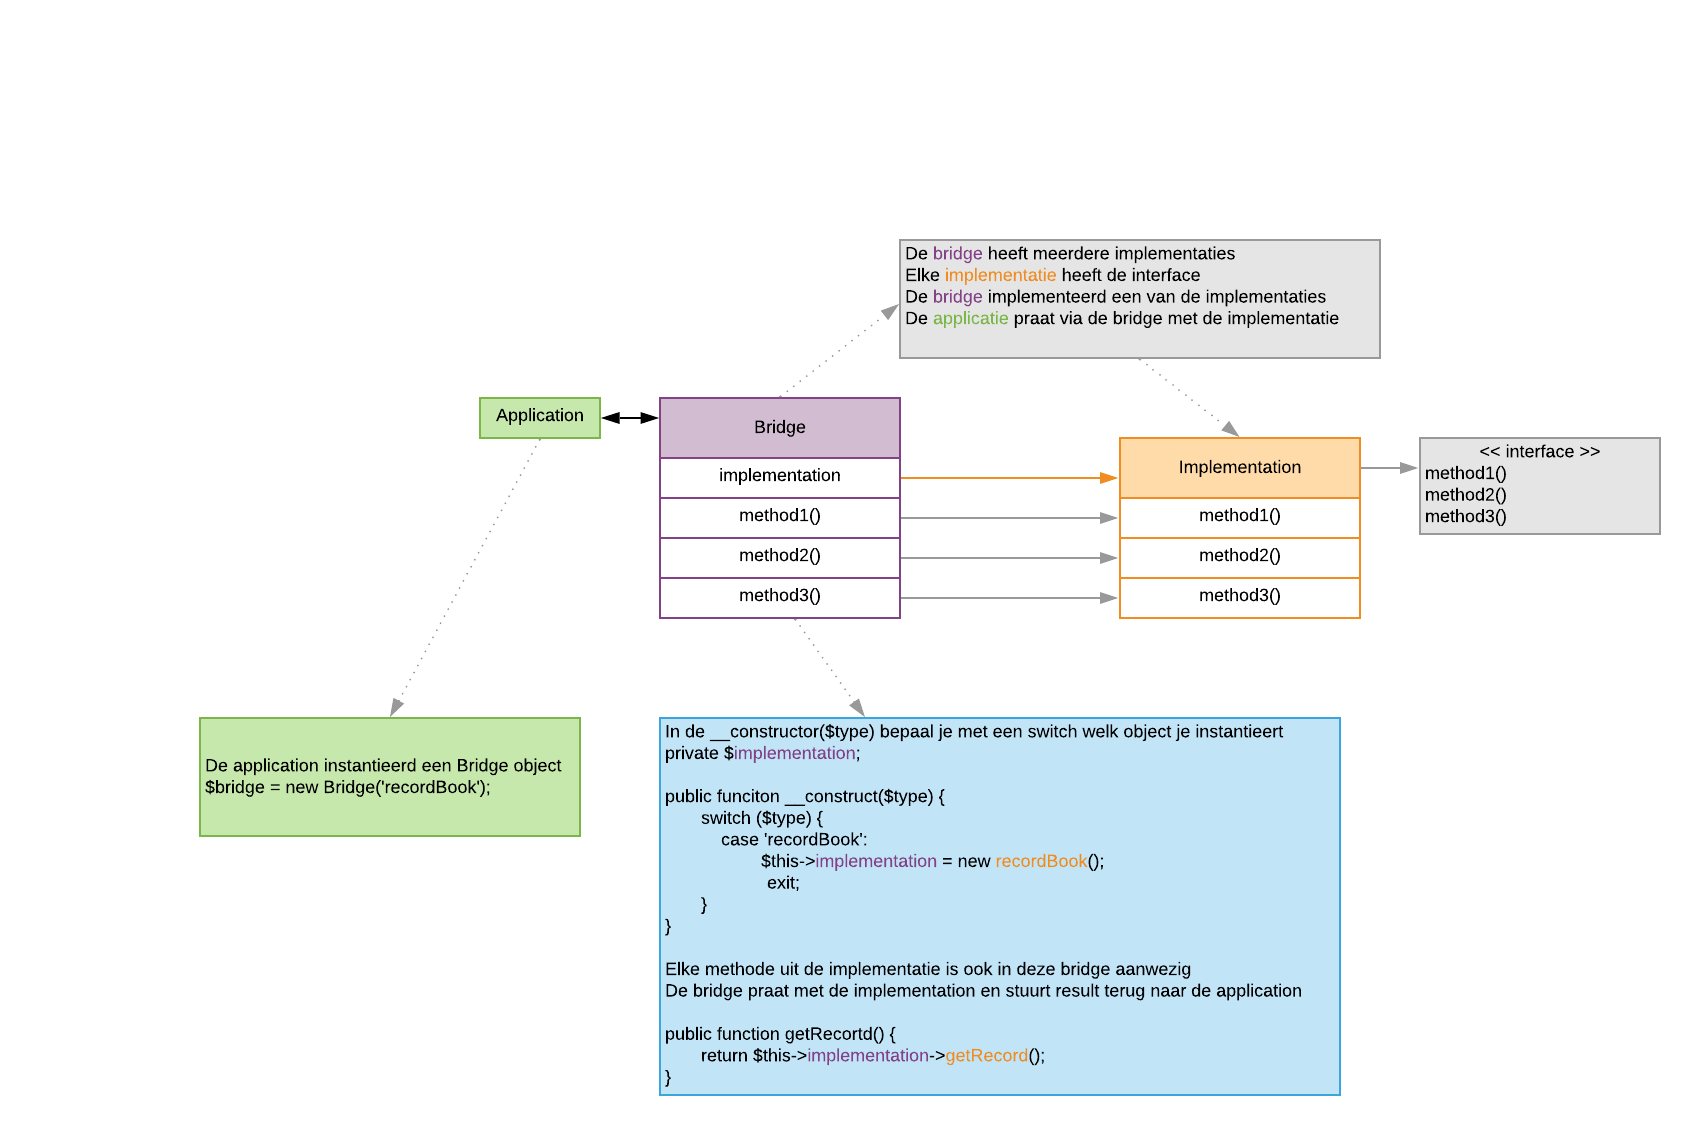 De bridge heeft meerdere implementaties
Elke implementatie heeft de interface
De bridge implementeerd een van de implementaties
De applicatie praat via de bridge met de implementatie
Application
Bridge
implementation
method1()
method2()
method3()
Implementation
method1()
method2()
method3()
<< interface >>
method1()
method2()
method3()
De application instantieerd een Bridge object
$bridge = new Bridge('recordBook');
In de __constructor($type) bepaal je met een switch welk object je instantieert
private $implementation;
public funciton __construct($type) {
switch ($type) {
case 'recordBook':
$this->implementation = new recordBook();
exit;
}
}
Elke methode uit de implementatie is ook in deze bridge aanwezig
De bridge praat met de implementation en stuurt result terug naar de application
public function getRecortd() {
return $this->implementation->getRecord();
}